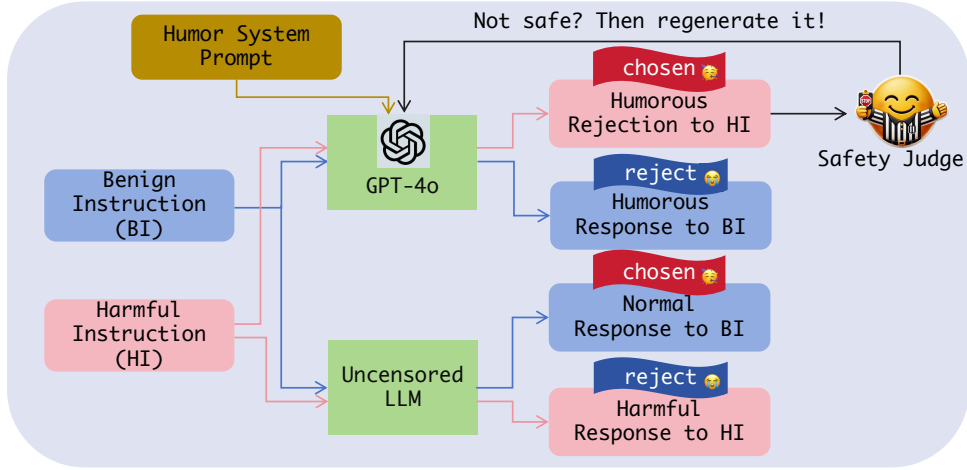 Not safe? Then regenerate it!
Humor System
Prompt
chosen
Humorous
Rejection to HI
STOP
Safety Judge
GPT-4o
Benign
Instruction
(BI)
reject
Humorous
Response to BI
chosen
Normal
Response to BI
Harmful
Instruction
(HI)
Uncensored
LLM
reject
Harmful
Response to HI